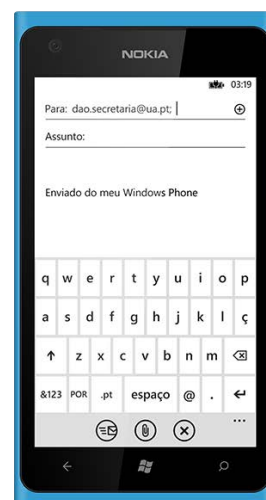 NOKIA
03:19
Para: dao.secretaria@ua.pt;
Assunto:
Enviado do meu Windows Phone
q w e r t y u i o p
a s d f g h j k l ç
z x c v b n m
&123 POR .pt espaço @ .
...